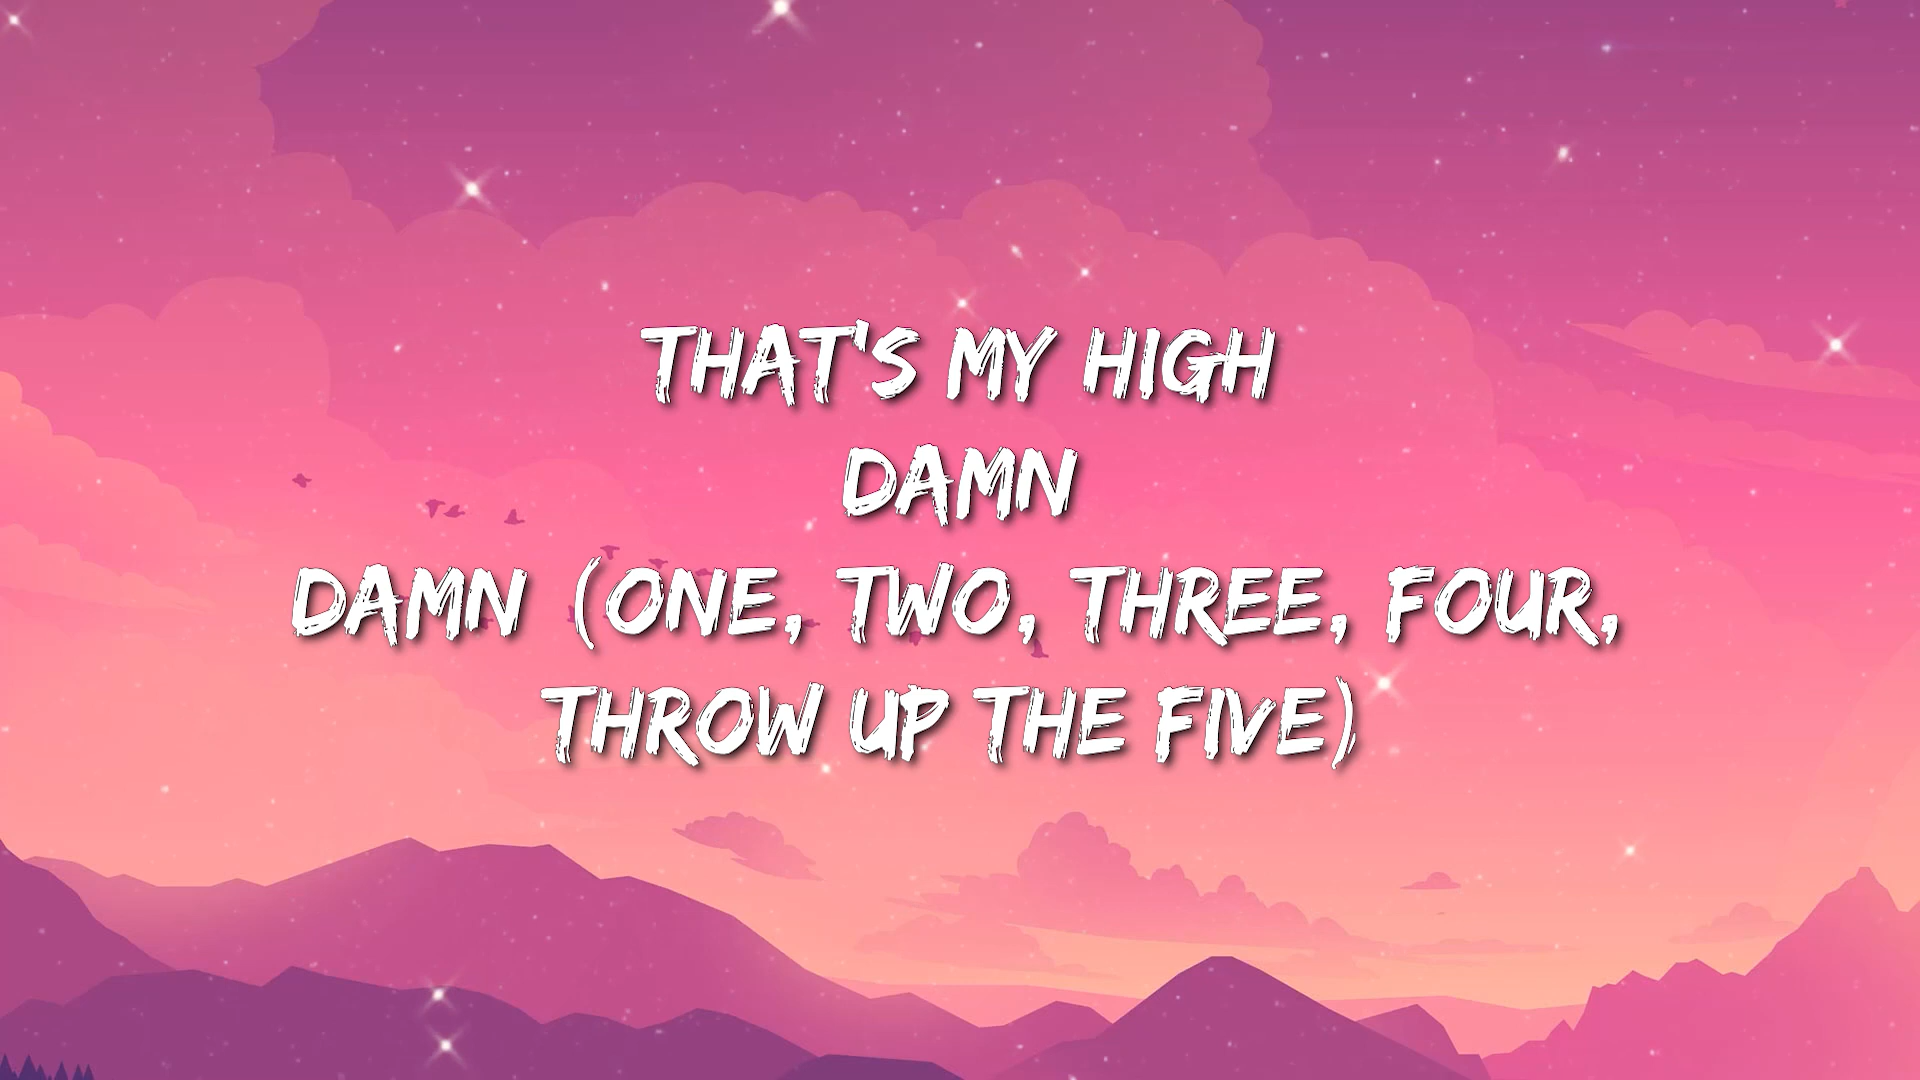 THAT'S MY HIGH
DAMN
DAMN (ONE, TWO, THREE, FOUR,
THROW UP THE FIVE)